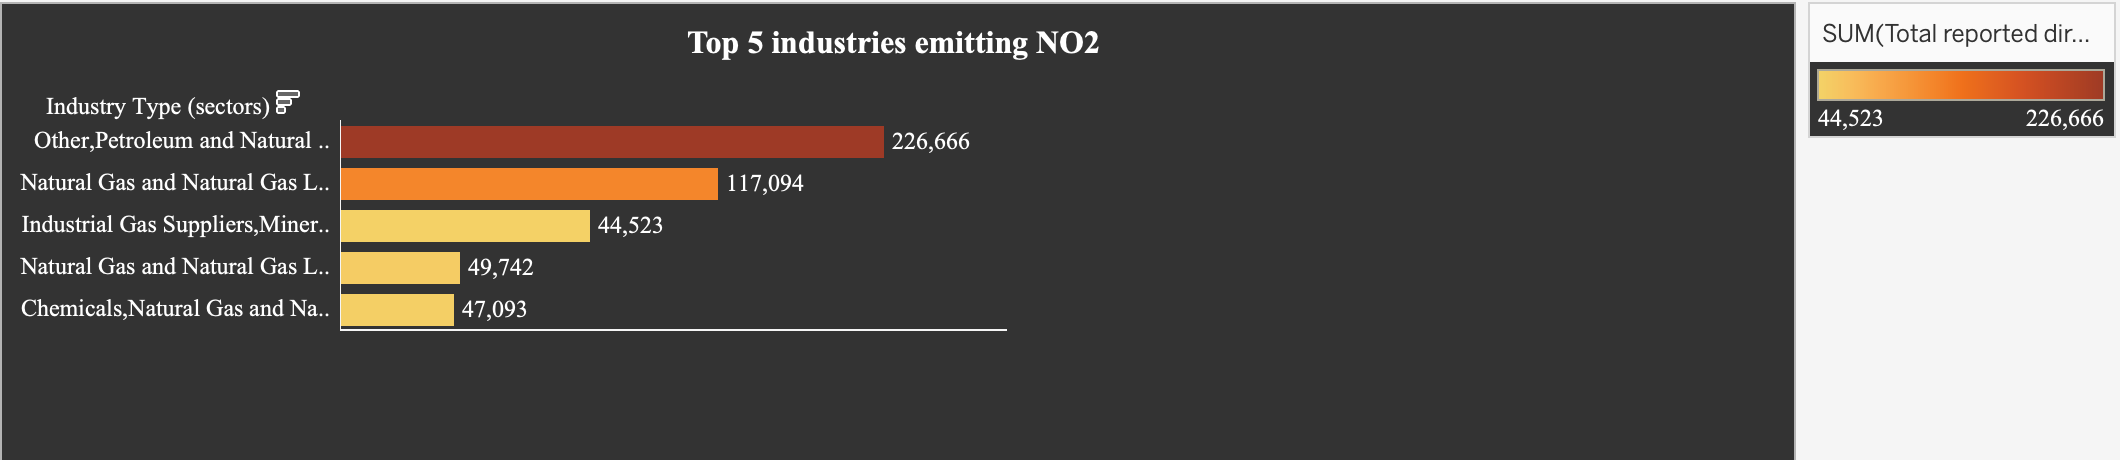 Top 5 industries emitting NO2
SUM(Total reported dir...
44,523 226,666
Industry Type (sectors)
Other,Petroleum and Natural .. 226,666
Natural Gas and Natural Gas L.. 117,094
Industrial Gas Suppliers,Miner.. 44,523
Natural Gas and Natural Gas L.. 49,742
Chemicals,Natural Gas and Na.. 47,093